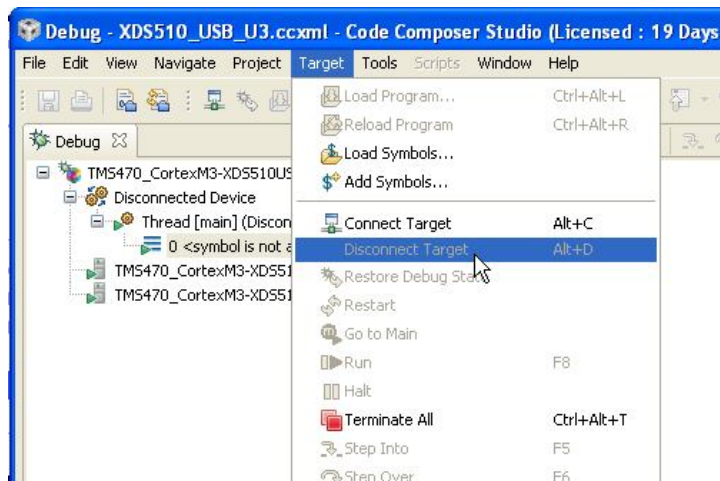 Debug - XDS510_USB_U3.ccxml - Code Composer Studio (Licensed : 19 Days
File Edit View Navigate Project Target Tools Scripts Window Help
Debug
TMS470_CortexM3-XDS510US
Disconnected Device
Thread [main] (Discon
0 <symbol is not a
TMS470_CortexM3-XDS51
TMS470_CortexM3-XDS51
Load Program... Ctrl+Alt+L
Reload Program Ctrl+Alt+R
Load Symbols...
Add Symbols...
Connect Target Alt+C
Disconnect Target Alt+D
Restore Debug State
Restart
Go to Main
Run F8
Halt
Terminate All Ctrl+Alt+T
Step Into F5
Step Over F6